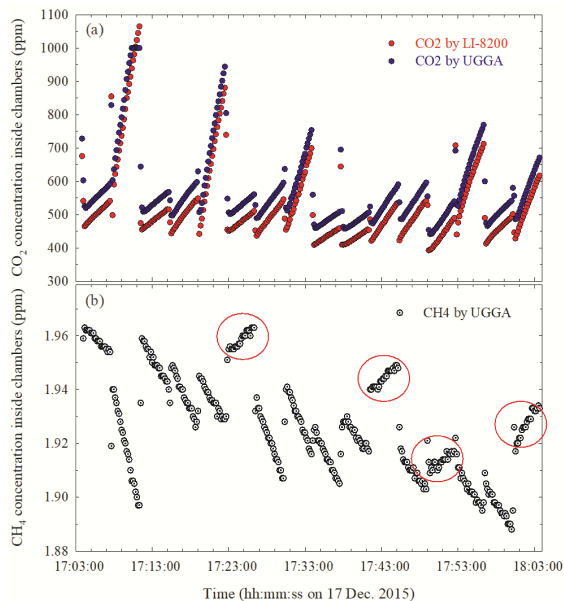 (a)
CO2 by LI-8200
CO2 by UGGA
CO2 concentration inside chambers (ppm)
1100
1000
900
800
700
600
500
400
300
(b)
CH4 by UGGA
CH4 concentration inside chambers (ppm)
1.96
1.94
1.92
1.90
1.88
17:03:00 17:13:00 17:23:00 17:33:00 17:43:00 17:53:00 18:03:00
Time (hh:mm:ss on 17 Dec. 2015)